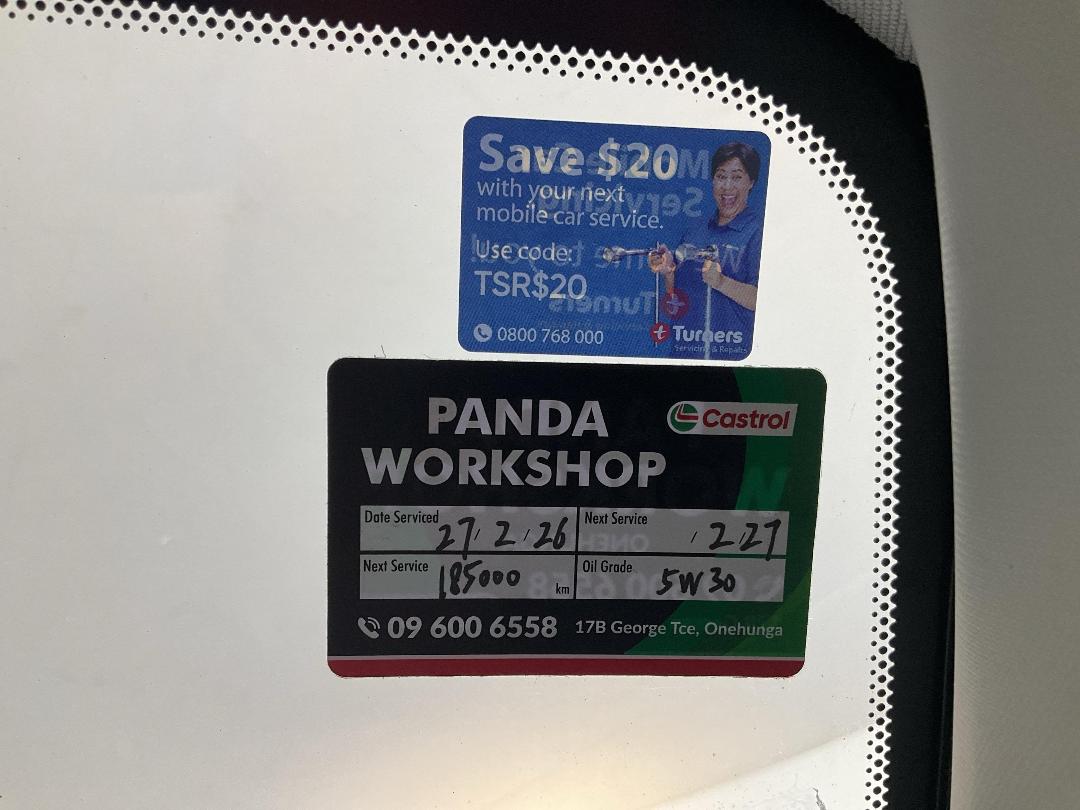 Save $20
with your next
mobile car service.
Use code:
TSR$20
0800 768 000
Turners
Servicing & Repairs
PANDA
WORKSHOP
Castrol
Date Serviced 27/2/26
Next Service / 2/27
Next Service 185000 km
Oil Grade 5W30
09 600 6558
17B George Tce, Onehunga